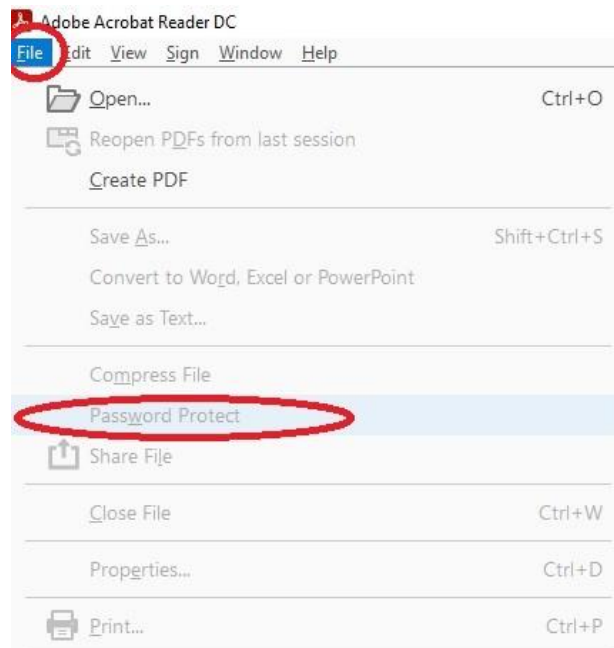 Adobe Acrobat Reader DC
File Edit View Sign Window Help
Open... Ctrl+O
Reopen PDFs from last session
Create PDF
Save As... Shift+Ctrl+S
Convert to Word, Excel or PowerPoint
Save as Text...
Compress File
Password Protect
Share File
Close File Ctrl+W
Properties... Ctrl+D
Print... Ctrl+P